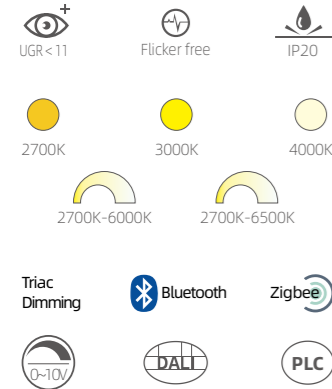 UGR<11
Flicker free
IP20
2700K
3000K
4000K
2700K-6000K
2700K-6500K
Triac
Dimming
Bluetooth
Zigbee
0~10V
DALI
PLC